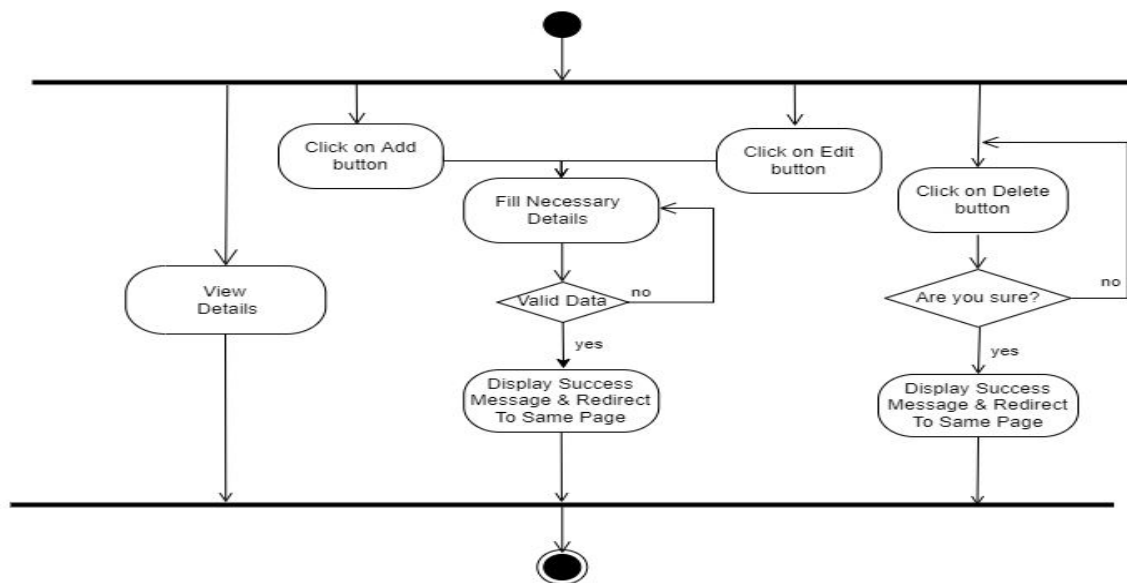 Click on Add
button
Click on Edit
button
Fill Necessary
Details
Click on Delete
button
View
Details
Valid Data
no
Are you sure?
no
yes
yes
Display Success
Message & Redirect
To Same Page
Display Success
Message & Redirect
To Same Page